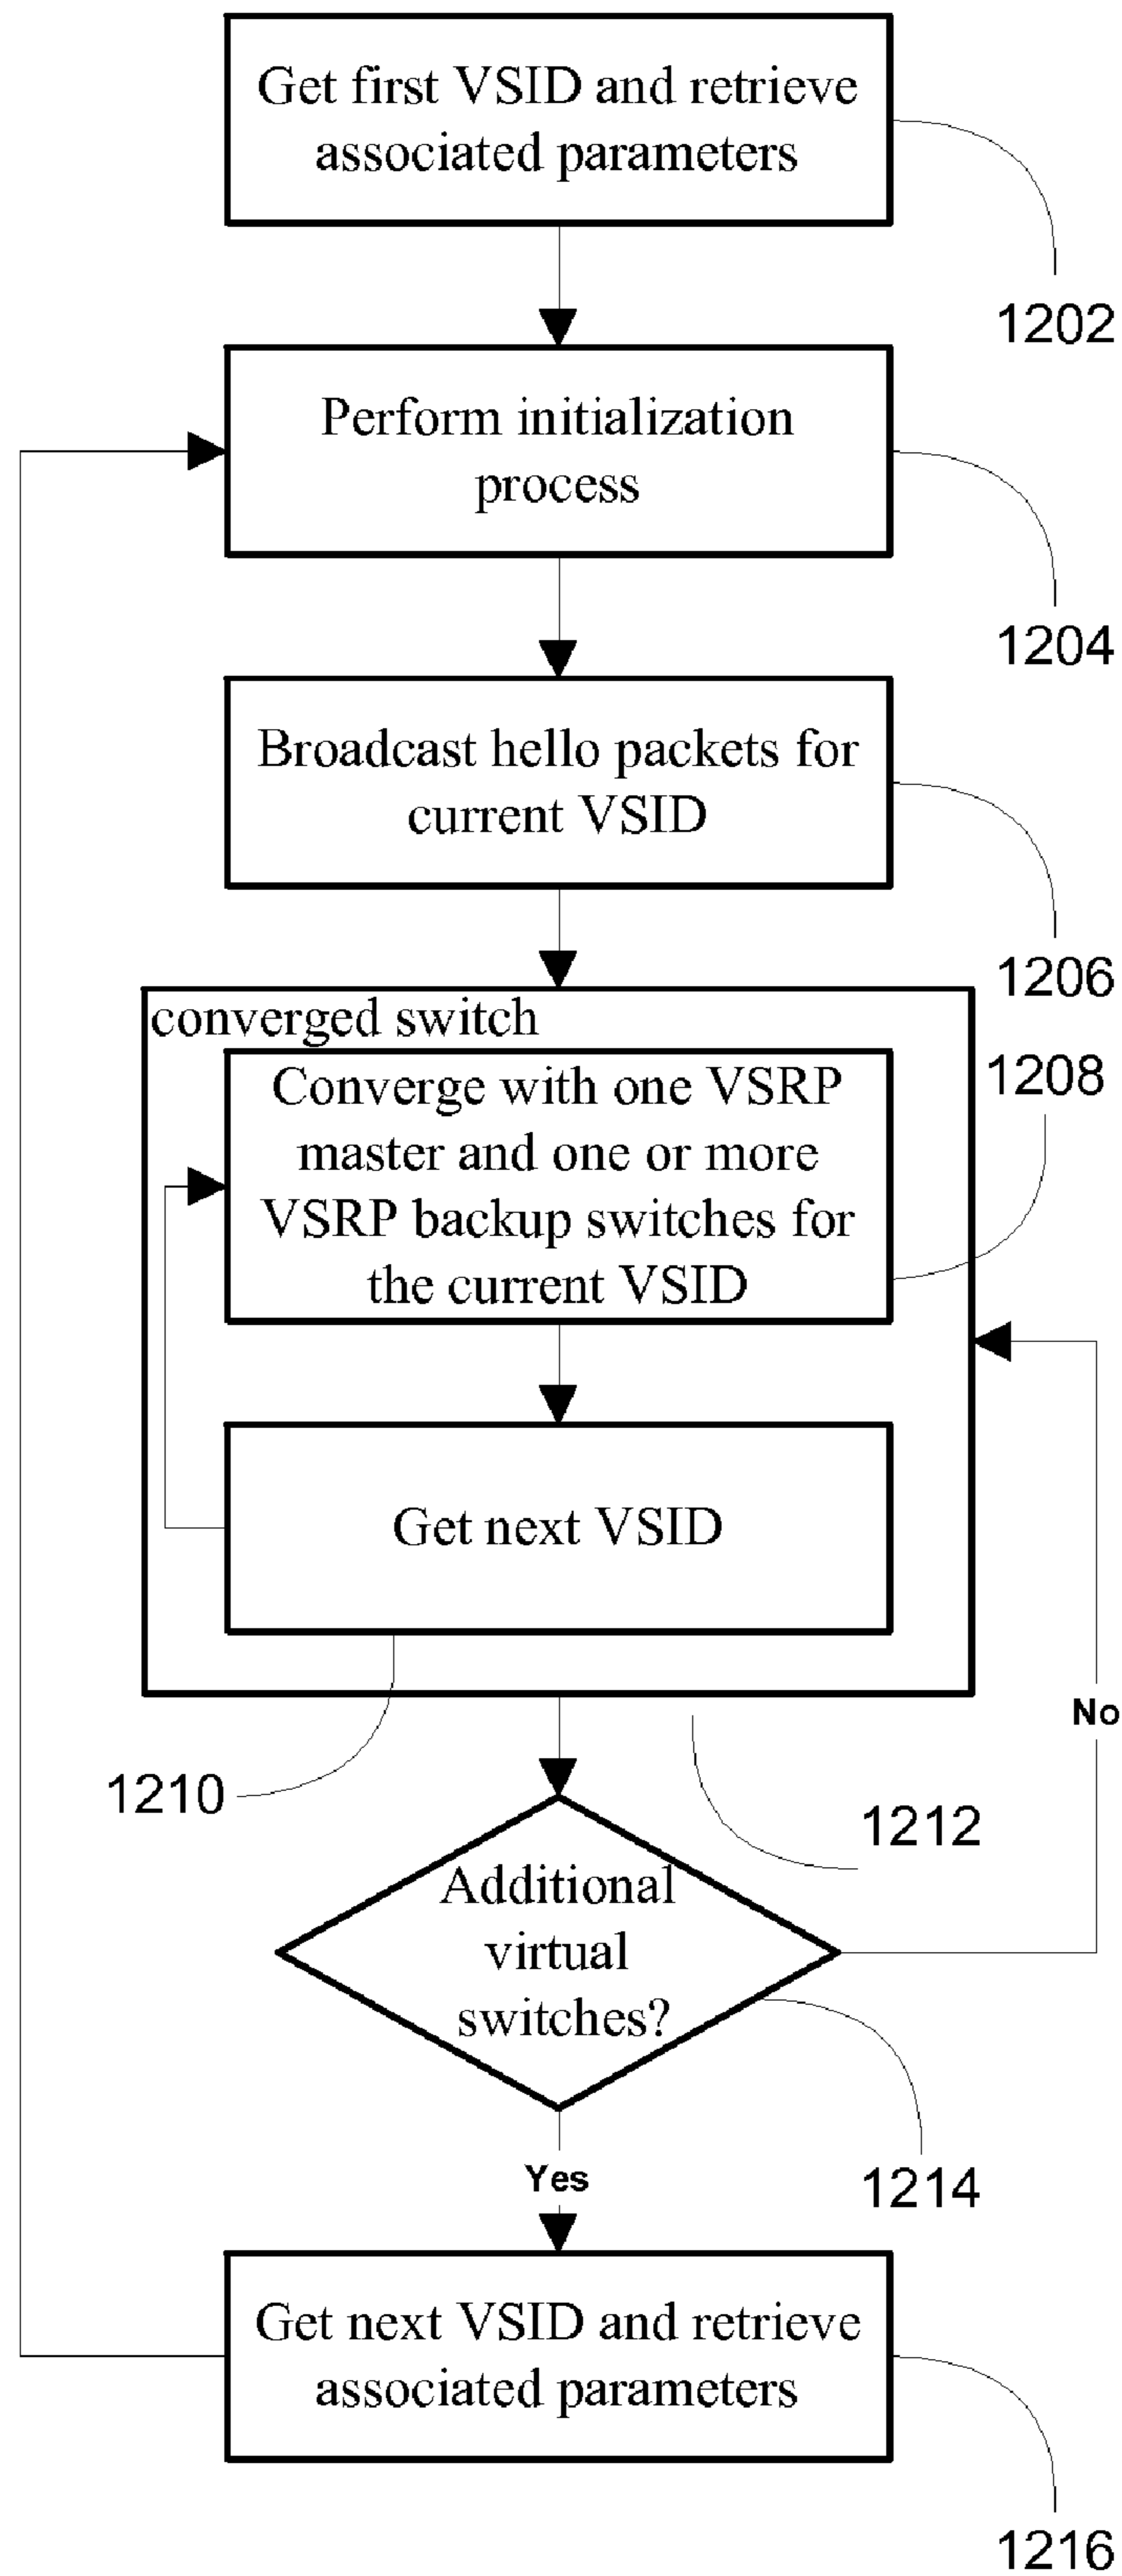 Get first VSID and retrieve
associated parameters
1202
Perform initialization
process
1204
Broadcast hello packets for
current VSID
1206
converged switch
Converge with one VSRP
master and one or more
VSRP backup switches for
the current VSID
1208
Get next VSID
No
1210
1212
Additional
virtual
switches?
1214
Yes
Get next VSID and retrieve
associated parameters
1216